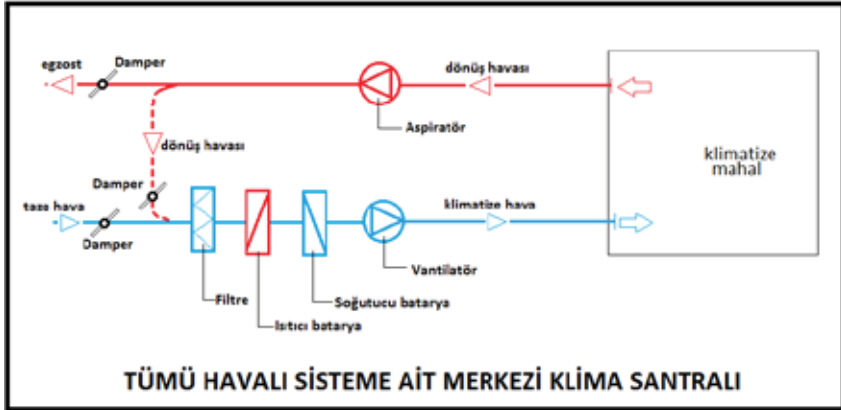 egzost
Damper
dönüş havası
Aspiratör
dönüş havası
klimatize
mahal
Damper
taze hava
klimatize hava
Damper
Vantilatör
Filtre
Soğutucu batarya
Isıtıcı batarya
TÜMÜ HAVALI SİSTEME AİT MERKEZİ KLİMA SANTRALI